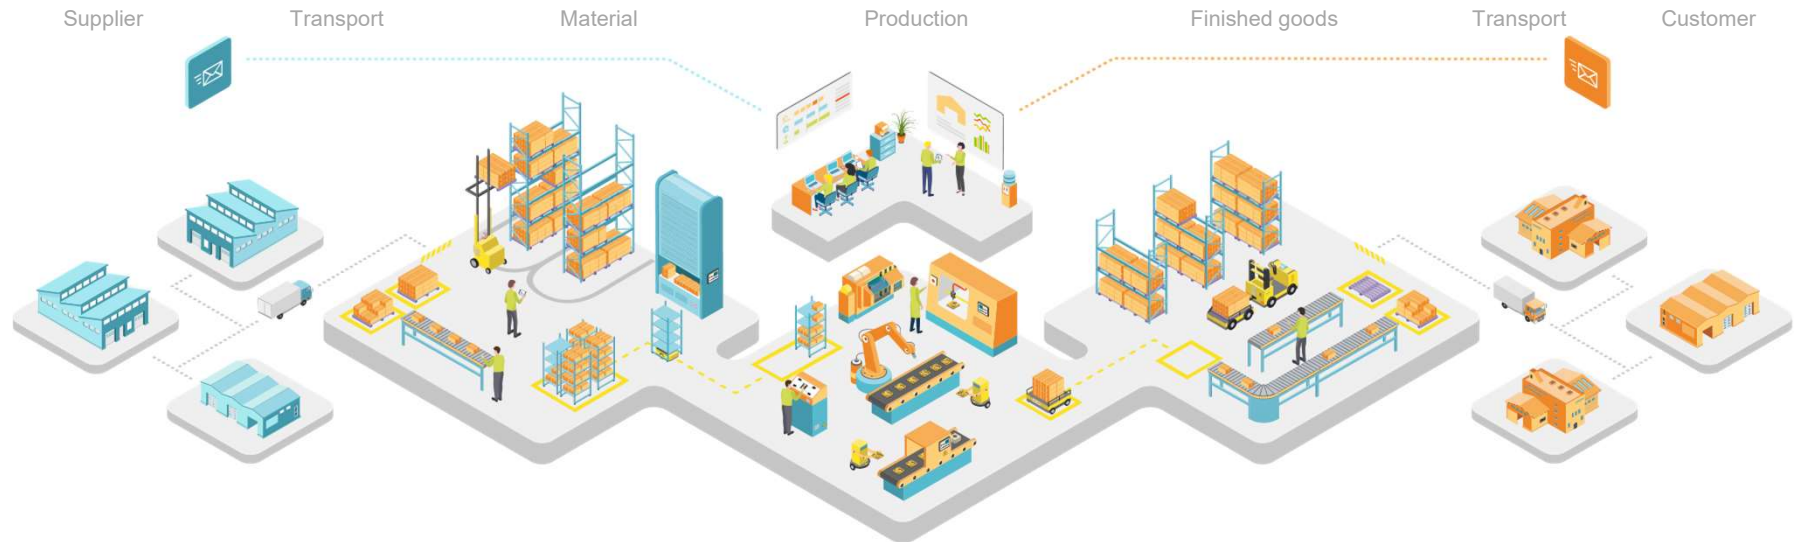 Supplier
Transport
Material
Production
Finished goods
Transport
Customer